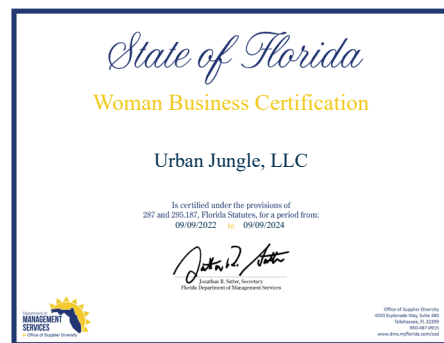 State of Florida
Woman Business Certification
Urban Jungle, LLC
Is certified under the provisions of
287 and 295.187, Florida Statutes, for a period from:
09/09/2022 to 09/09/2024
Jonathan R. Satter, Secretary
Florida Department of Management Services
Department of
MANAGEMENT
SERVICES
Office of Supplier Diversity
Office of Supplier Diversity
4050 Esplanade Way, Suite 380
Tallahassee, FL 32399
850-487-0915
www.dms.myflorida.com/osd